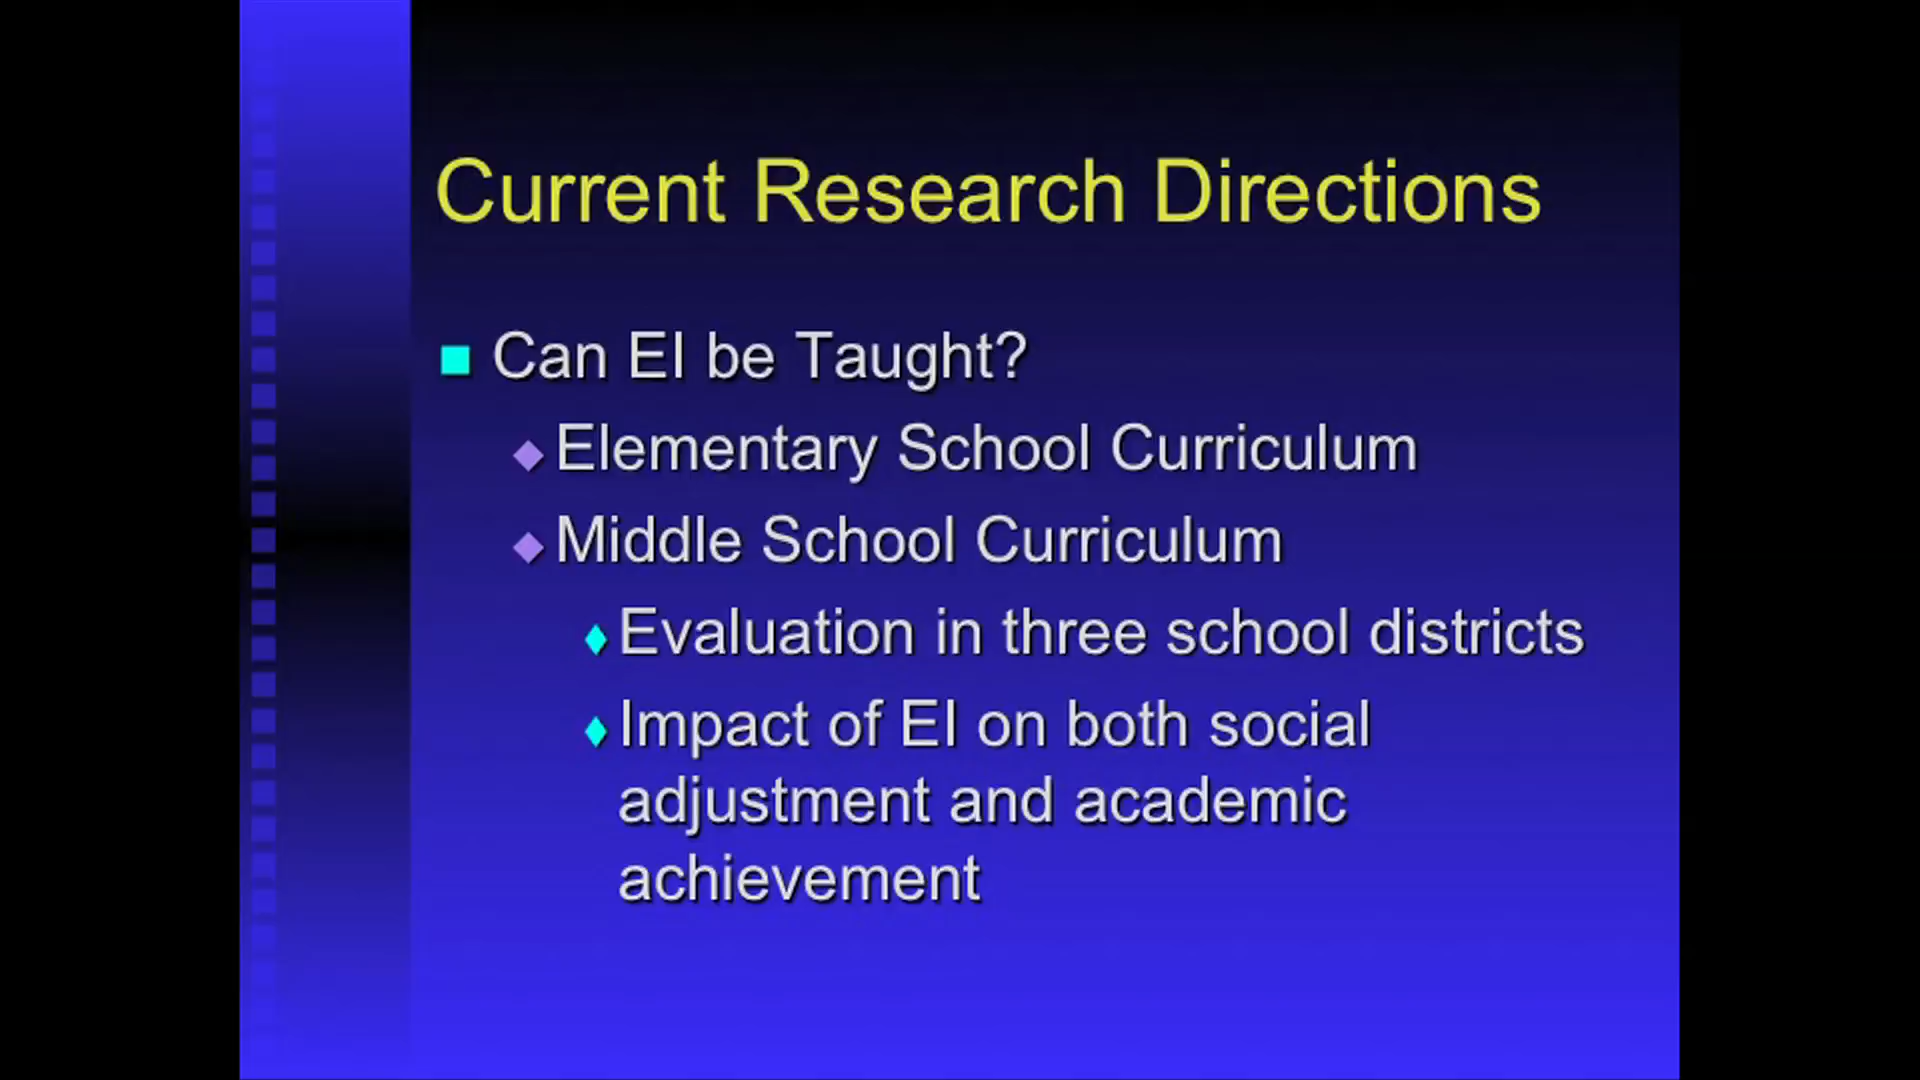 Current Research Directions
Can EI be Taught?
Elementary School Curriculum
Middle School Curriculum
Evaluation in three school districts
Impact of EI on both social
adjustment and academic
achievement